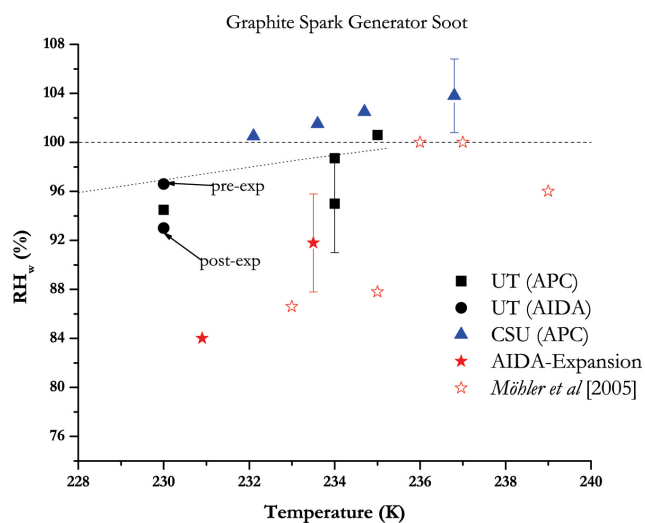 Graphite Spark Generator Soot
108
104
100
96
92
88
84
80
76
RHw (%)
pre-exp
post-exp
UT (APC)
UT (AIDA)
CSU (APC)
AIDA-Expansion
Möhler et al [2005]
228 230 232 234 236 238 240
Temperature (K)